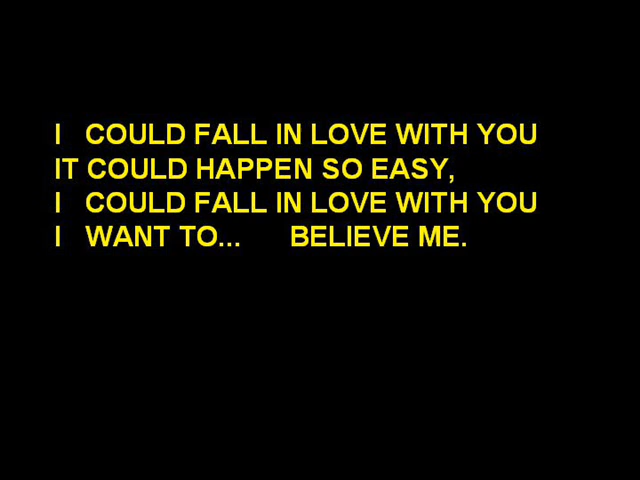 I COULD FALL IN LOVE WITH YOU
IT COULD HAPPEN SO EASY,
I COULD FALL IN LOVE WITH YOU
I WANT TO... BELIEVE ME.